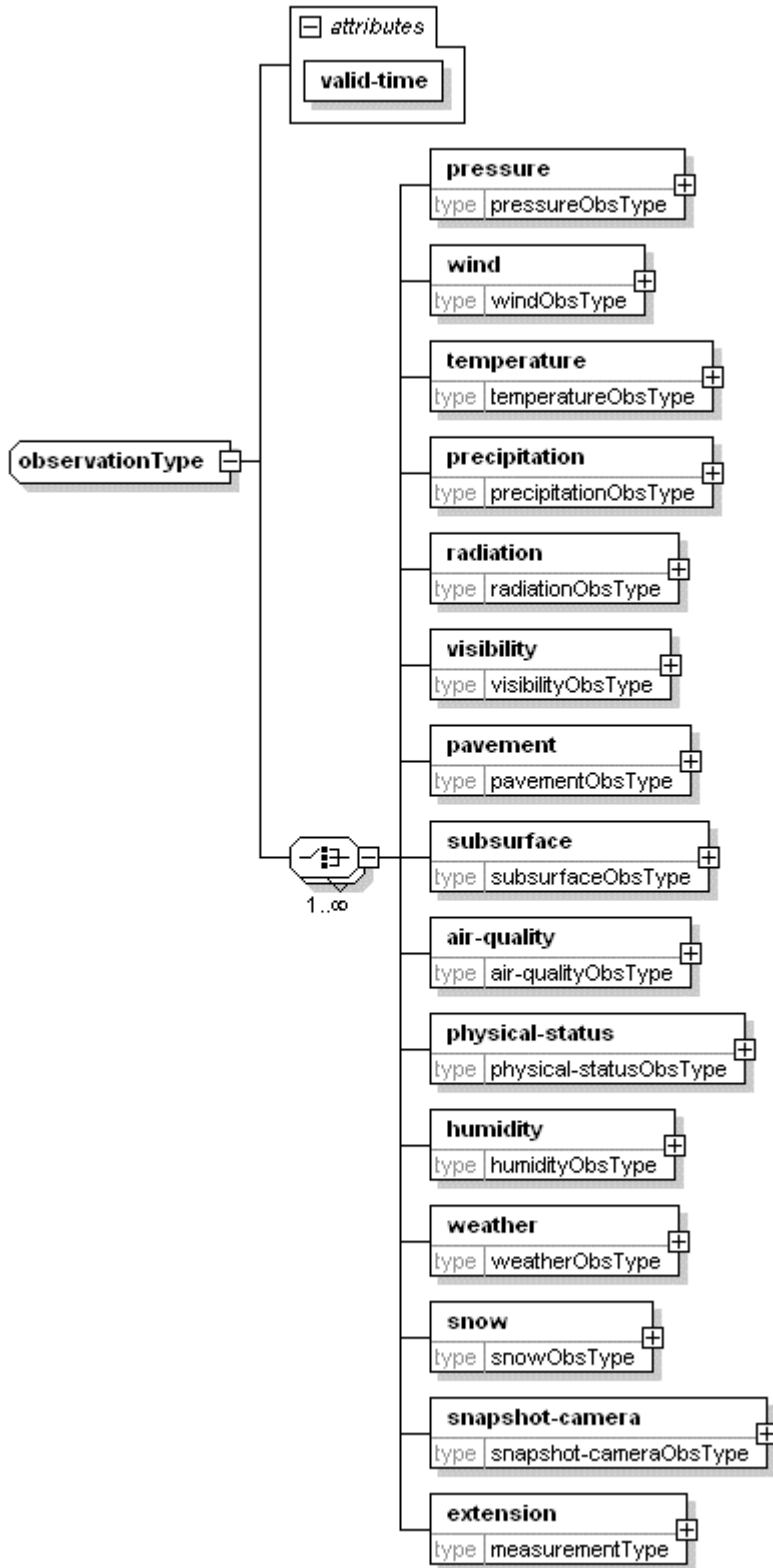 attributes
valid-time
pressure
type pressureObsType
wind
type windObsType
temperature
type temperatureObsType
observationType
precipitation
type precipitationObsType
radiation
type radiationObsType
visibility
type visibilityObsType
pavement
type pavementObsType
subsurface
type subsurfaceObsType
1..∞
air-quality
type air-qualityObsType
physical-status
type physical-statusObsType
humidity
type humidityObsType
weather
type weatherObsType
snow
type snowObsType
snapshot-camera
type snapshot-cameraObsType
extension
type measurementType